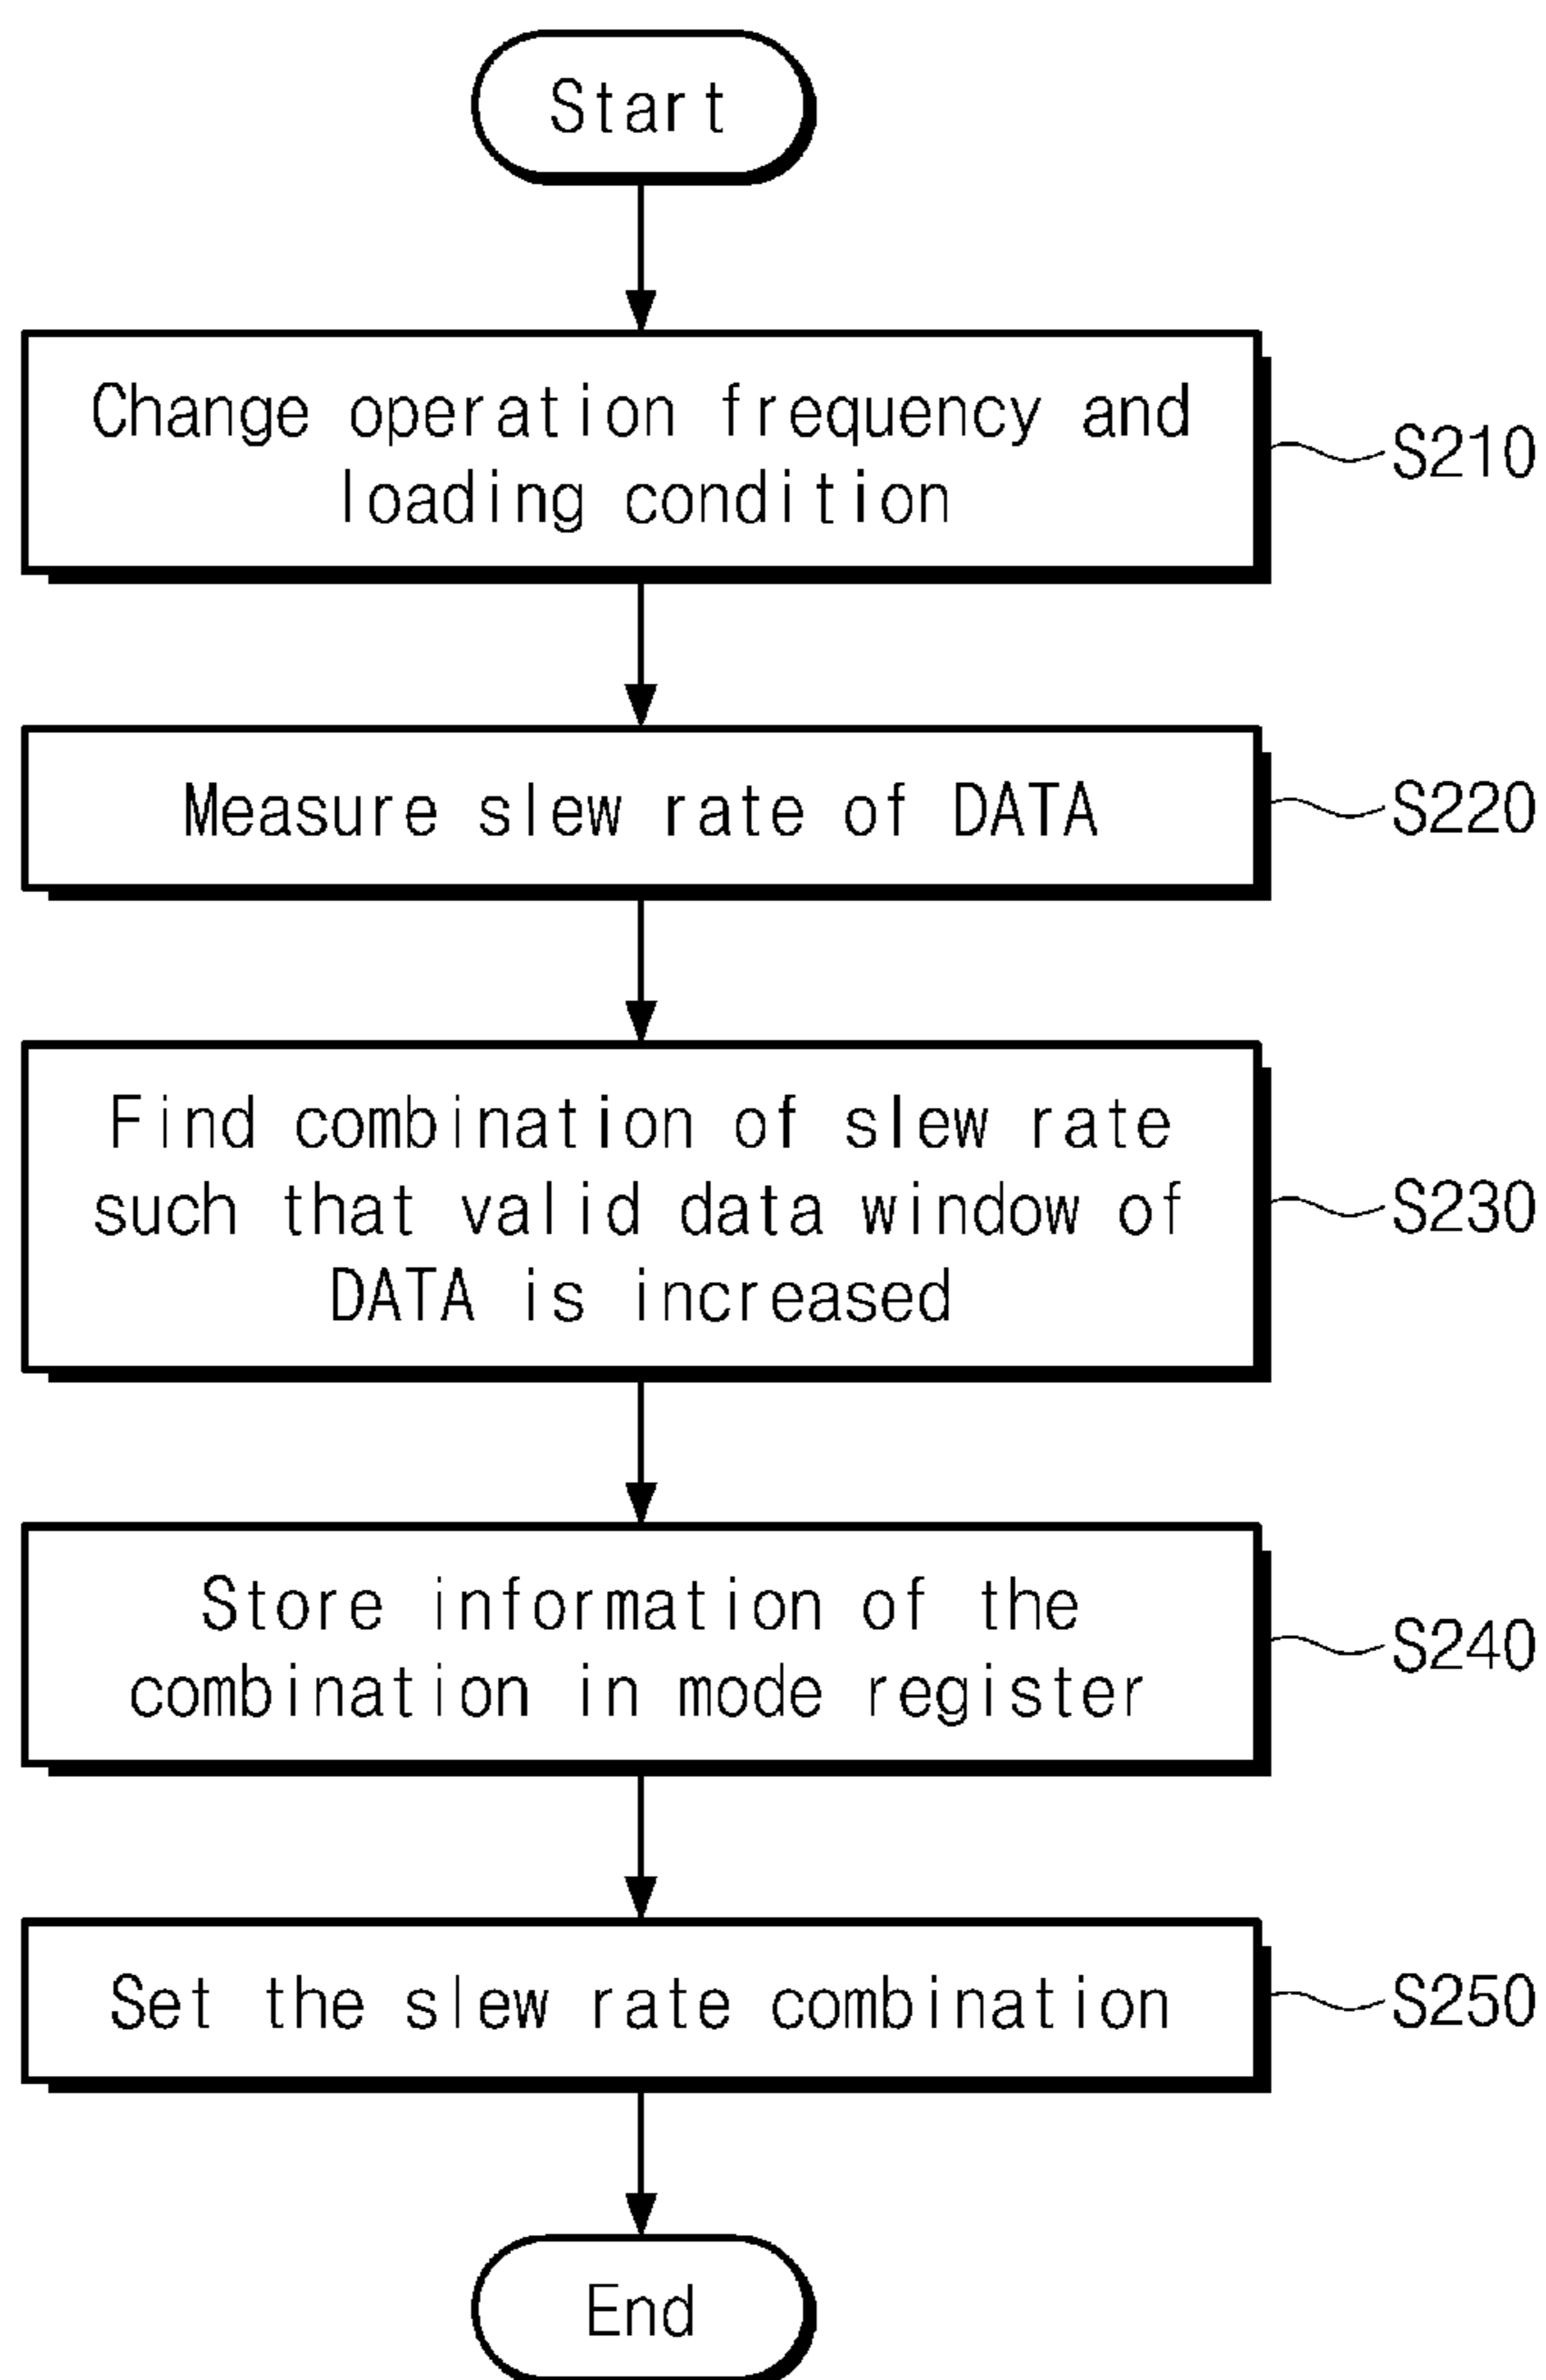 Start
Change operation frequency and
loading condition
S210
Measure slew rate of DATA
S220
Find combination of slew rate
such that valid data window of
DATA is increased
S230
Store information of the
combination in mode register
S240
Set the slew rate combination
S250
End